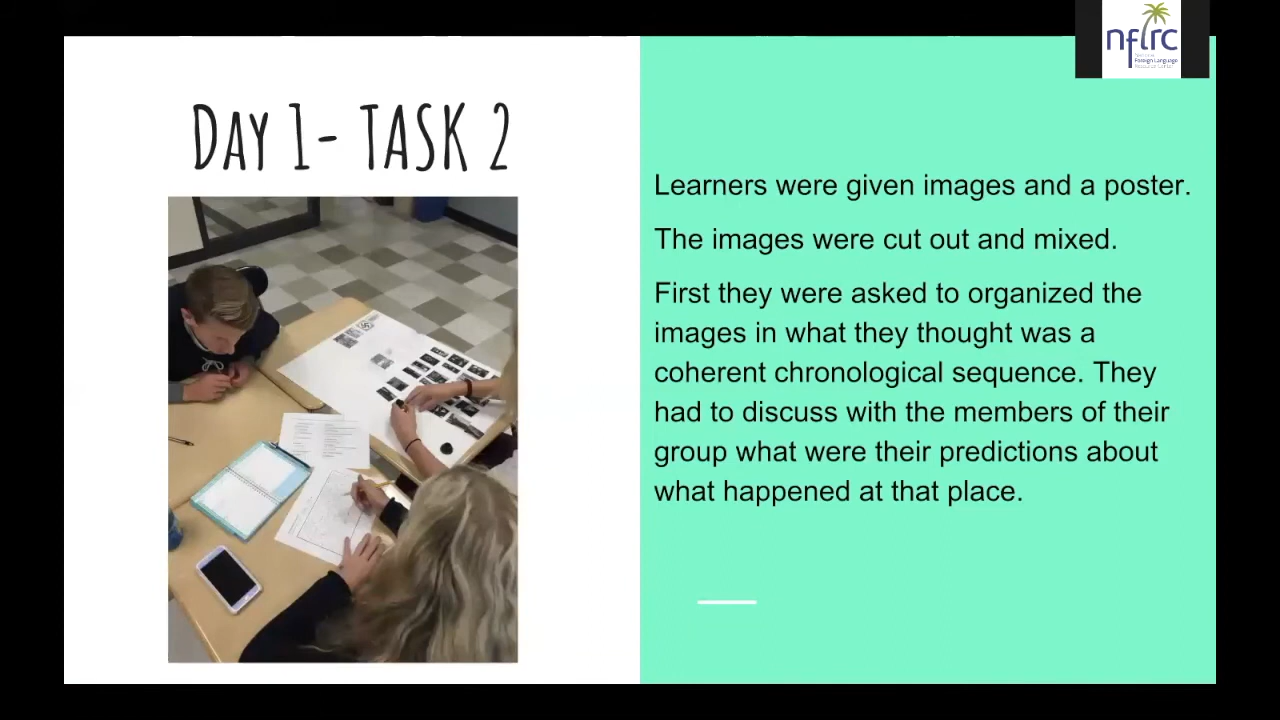 nflrc
Foreign Language
DAY 1- TASK 2
Learners were given images and a poster.
The images were cut out and mixed.
First they were asked to organized the
images in what they thought was a
coherent chronological sequence. They
had to discuss with the members of their
group what were their predictions about
what happened at that place.